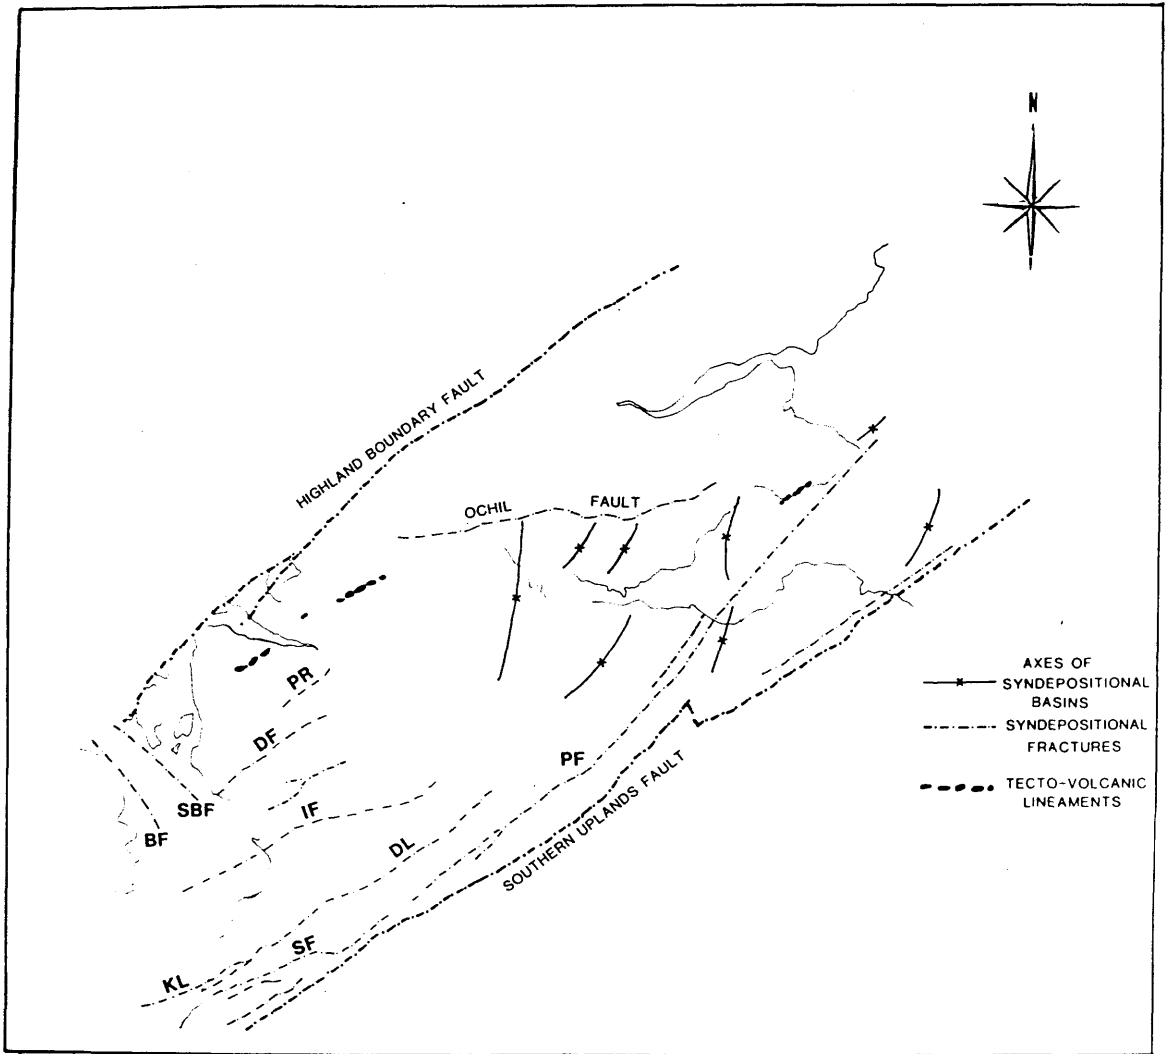 N
HIGHLAND BOUNDARY FAULT
OCHIL FAULT
PR
DF
SBF
BF
IF
DL
PF
SOUTHERN UPLANDS FAULT
SF
KL
AXES OF
SYNDEPOSITIONAL
BASINS
SYNDEPOSITIONAL
FRACTURES
TECTO-VOLCANIC
LINEAMENTS